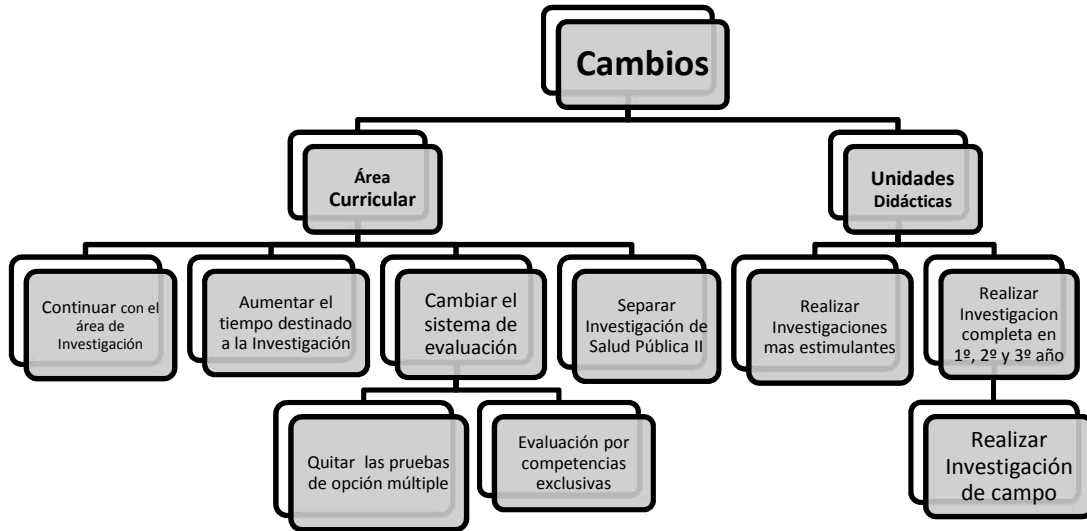 Cambios
Área
Curricular
Unidades
Didácticas
Continuar con el
área de
Investigación
Aumentar el
tiempo destinado
a la Investigación
Cambiar el
sistema de
evaluación
Separar
Investigación de
Salud Pública II
Realizar
Investigaciones
mas estimulantes
Realizar
Investigacion
completa en
1º, 2º y 3º año
Quitar las pruebas
de opción múltiple
Evaluación por
competencias
exclusivas
Realizar
Investigación
de campo